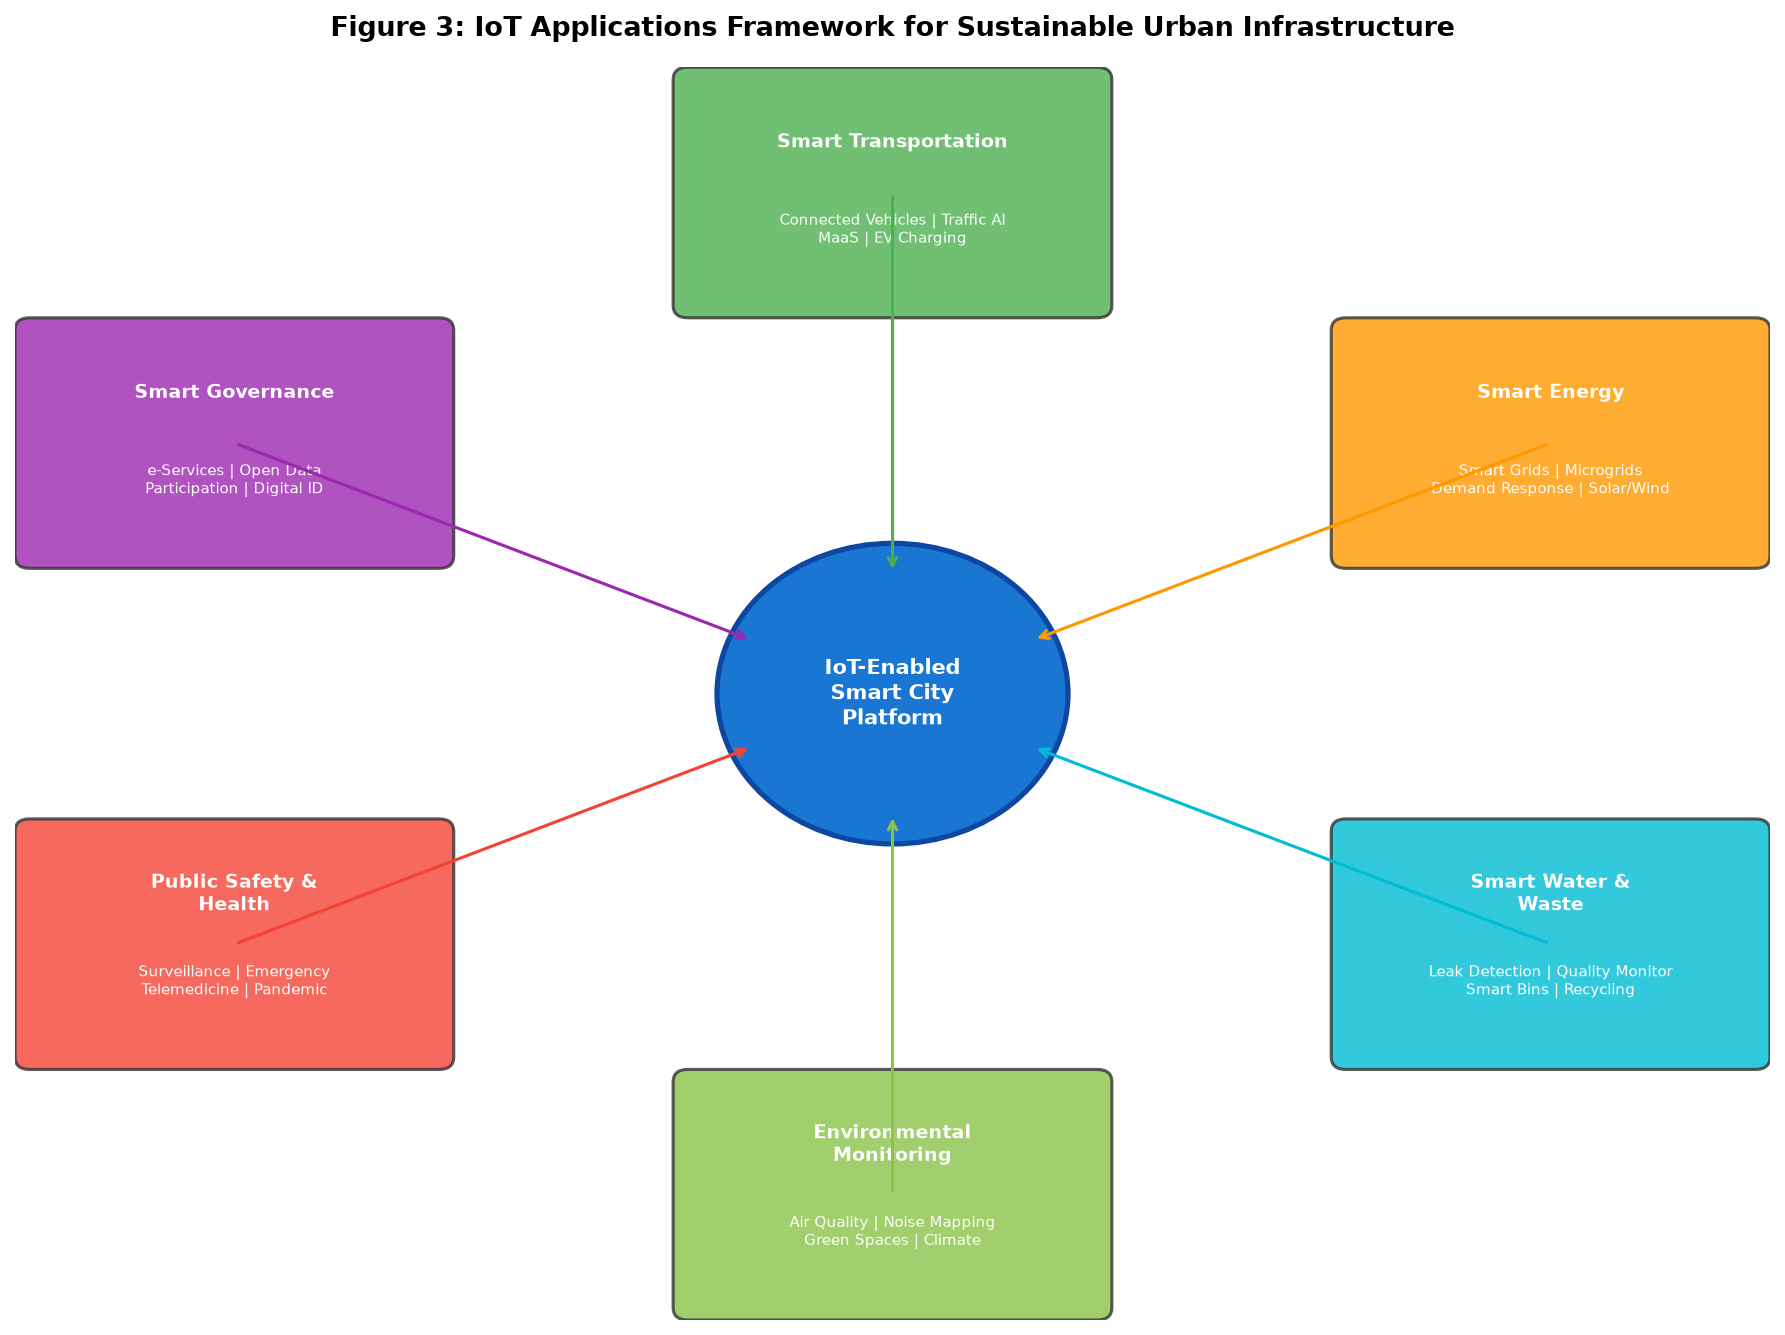 Figure 3: IoT Applications Framework for Sustainable Urban Infrastructure
Smart Transportation
Connected Vehicles | Traffic AI
MaaS | EV Charging
Smart Governance
e-Services | Open Data
Participation | Digital ID
Smart Energy
Smart Grids | Microgrids
Demand Response | Solar/Wind
IoT-Enabled
Smart City
Platform
Public Safety &
Health
Surveillance | Emergency
Telemedicine | Pandemic
Smart Water &
Waste
Leak Detection | Quality Monitor
Smart Bins | Recycling
Environmental
Monitoring
Air Quality | Noise Mapping
Green Spaces | Climate